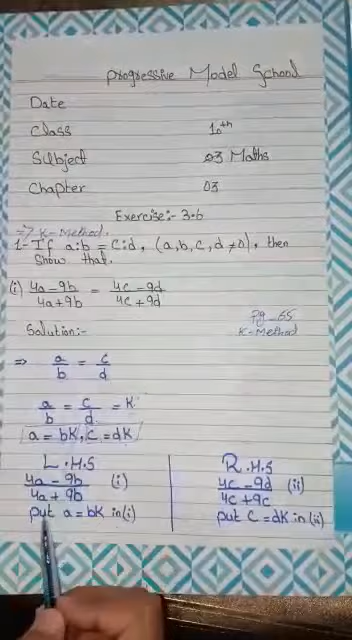 Progressive Model School
Date
Class 10th
Subject 03 Maths
Chapter 03
Exercise:- 3.6
=> K-Method.
1- If a:b = c:d, (a,b,c,d ≠ 0), then
Show that.
(i) 4a-9b/4a+9b = 4c-9d/4c+9d
Solution:-
Pg-65
K-Method
=> a/b = c/d
a/b = c/d = K
a = bK, c = dK
L.H.S
4a-9b/4a+9b (i)
put a = bK in (i)
R.H.S
4c-9d/4c+9c (ii)
put c = dK in (ii)